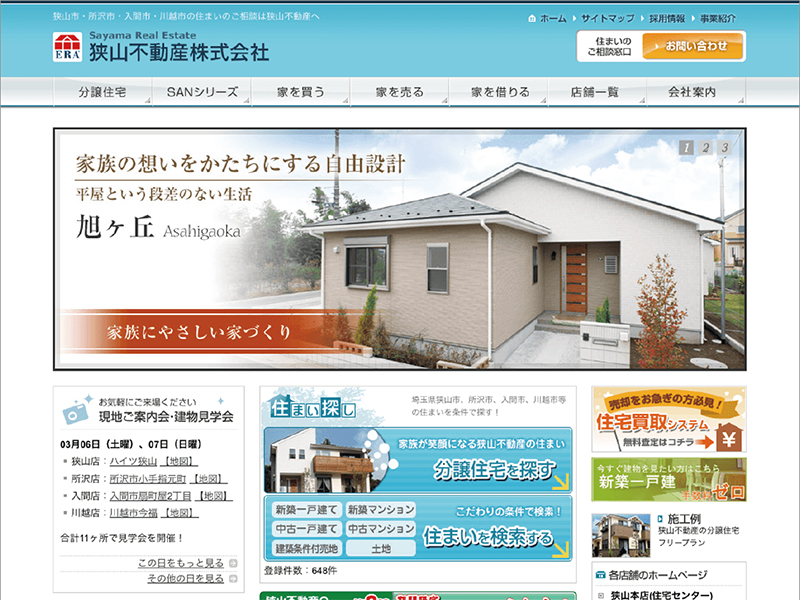 狭山市・所沢市・入間市・川越市の住まいのご相談は狭山不動産へ
ホーム サイトマップ 採用情報 事業紹介
ERA
Sayama Real Estate
狭山不動産株式会社
住まいの
ご相談窓口
お問い合わせ
分譲住宅 SANシリーズ 家を買う 家を売る 家を借りる 店舗一覧 会社案内
1 2 3
家族の想いをかたちにする自由設計
平屋という段差のない生活
旭ヶ丘 Asahigaoka
家族にやさしい家づくり
お気軽にご来場ください
現地ご案内会・建物見学会
03月06日(土曜)、07日(日曜)
狭山店:ハイツ狭山【地図】
所沢店:所沢市小手指元町【地図】
入間店:入間市扇町屋2丁目【地図】
川越店:川越市今福【地図】
合計11ヶ所で見学会を開催!
この日をもっと見る
その他の日を見る
住まい探し
埼玉県狭山市、所沢市、入間市、川越市等
の住まいを条件で探す!
家族が笑顔になる狭山不動産の住まい
分譲住宅を探す
新築一戸建て 新築マンション
中古一戸建て 中古マンション
建築条件付売地 土地
こだわりの条件で検索!
住まいを検索する
登録件数:648件
売却をお急ぎの方必見!
住宅買取システム
無料査定はコチラ
¥
今すぐ建物を見たい方はこちら
新築一戸建
手数料ゼロ
施工例
狭山不動産の分譲住宅
フリープラン
各店舗のホームページ
狭山本店(住宅センター)